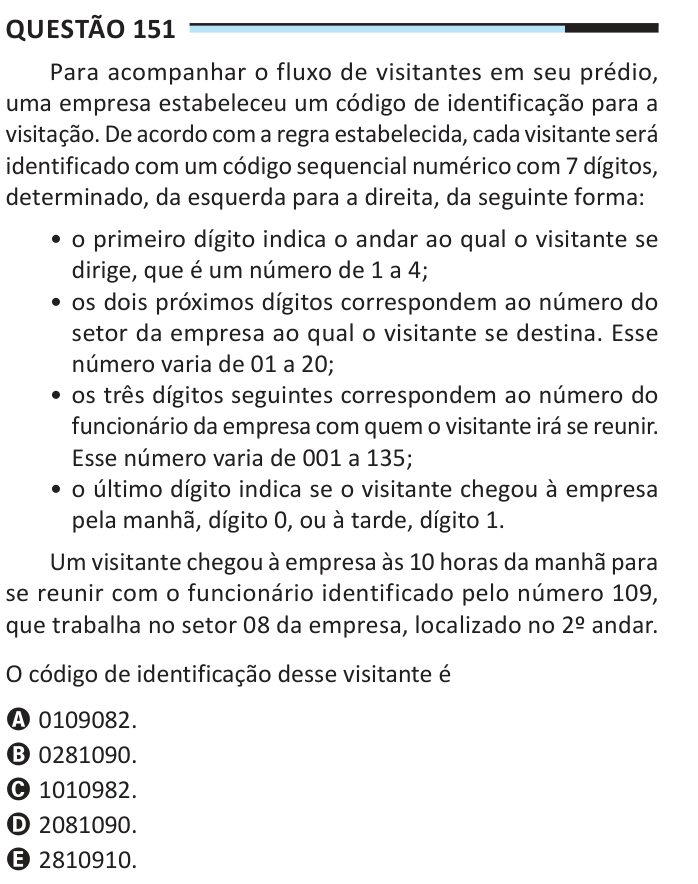 QUESTÃO 151
Para acompanhar o fluxo de visitantes em seu prédio,
uma empresa estabeleceu um código de identificação para a
visitação. De acordo com a regra estabelecida, cada visitante será
identificado com um código sequencial numérico com 7 dígitos,
determinado, da esquerda para a direita, da seguinte forma:
• o primeiro dígito indica o andar ao qual o visitante se
dirige, que é um número de 1 a 4;
• os dois próximos dígitos correspondem ao número do
setor da empresa ao qual o visitante se destina. Esse
número varia de 01 a 20;
• os três dígitos seguintes correspondem ao número do
funcionário da empresa com quem o visitante irá se reunir.
Esse número varia de 001 a 135;
• o último dígito indica se o visitante chegou à empresa
pela manhã, dígito 0, ou à tarde, dígito 1.
Um visitante chegou à empresa às 10 horas da manhã para
se reunir com o funcionário identificado pelo número 109,
que trabalha no setor 08 da empresa, localizado no 2º andar.
O código de identificação desse visitante é
A 0109082.
B 0281090.
C 1010982.
D 2081090.
E 2810910.